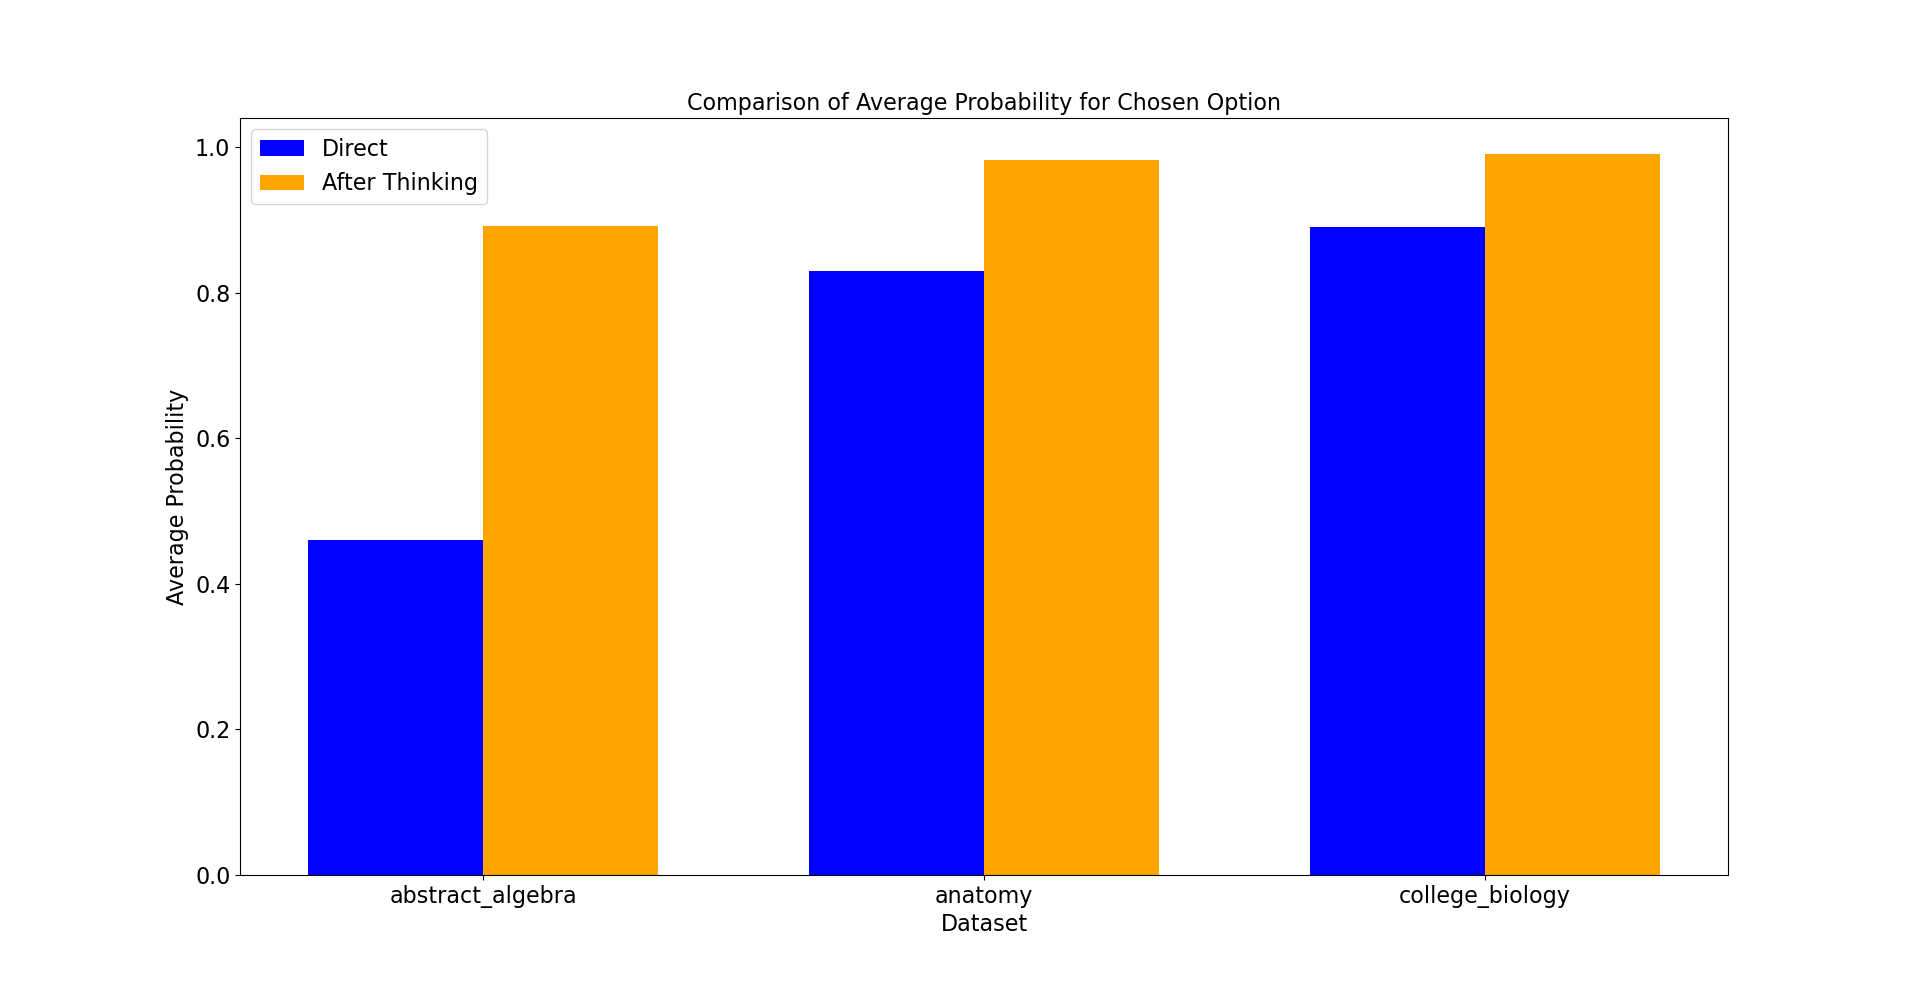 Comparison of Average Probability for Chosen Option
Direct
After Thinking
Average Probability
1.0
0.8
0.6
0.4
0.2
0.0
abstract_algebra
anatomy
college_biology
Dataset